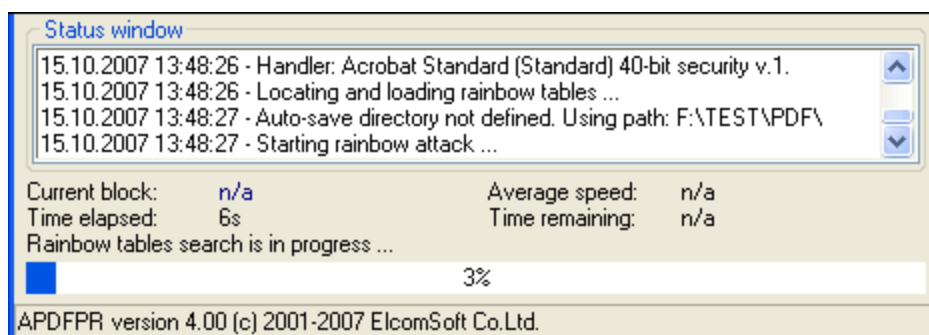 Status window
15.10.2007 13:48:26 - Handler: Acrobat Standard (Standard) 40-bit security v.1.
15.10.2007 13:48:26 - Locating and loading rainbow tables ...
15.10.2007 13:48:27 - Auto-save directory not defined. Using path: F:\TEST\PDF\
15.10.2007 13:48:27 - Starting rainbow attack ...
Current block: n/a Average speed: n/a
Time elapsed: 6s Time remaining: n/a
Rainbow tables search is in progress ...
3%
APDFPR version 4.00 (c) 2001-2007 ElcomSoft Co.Ltd.